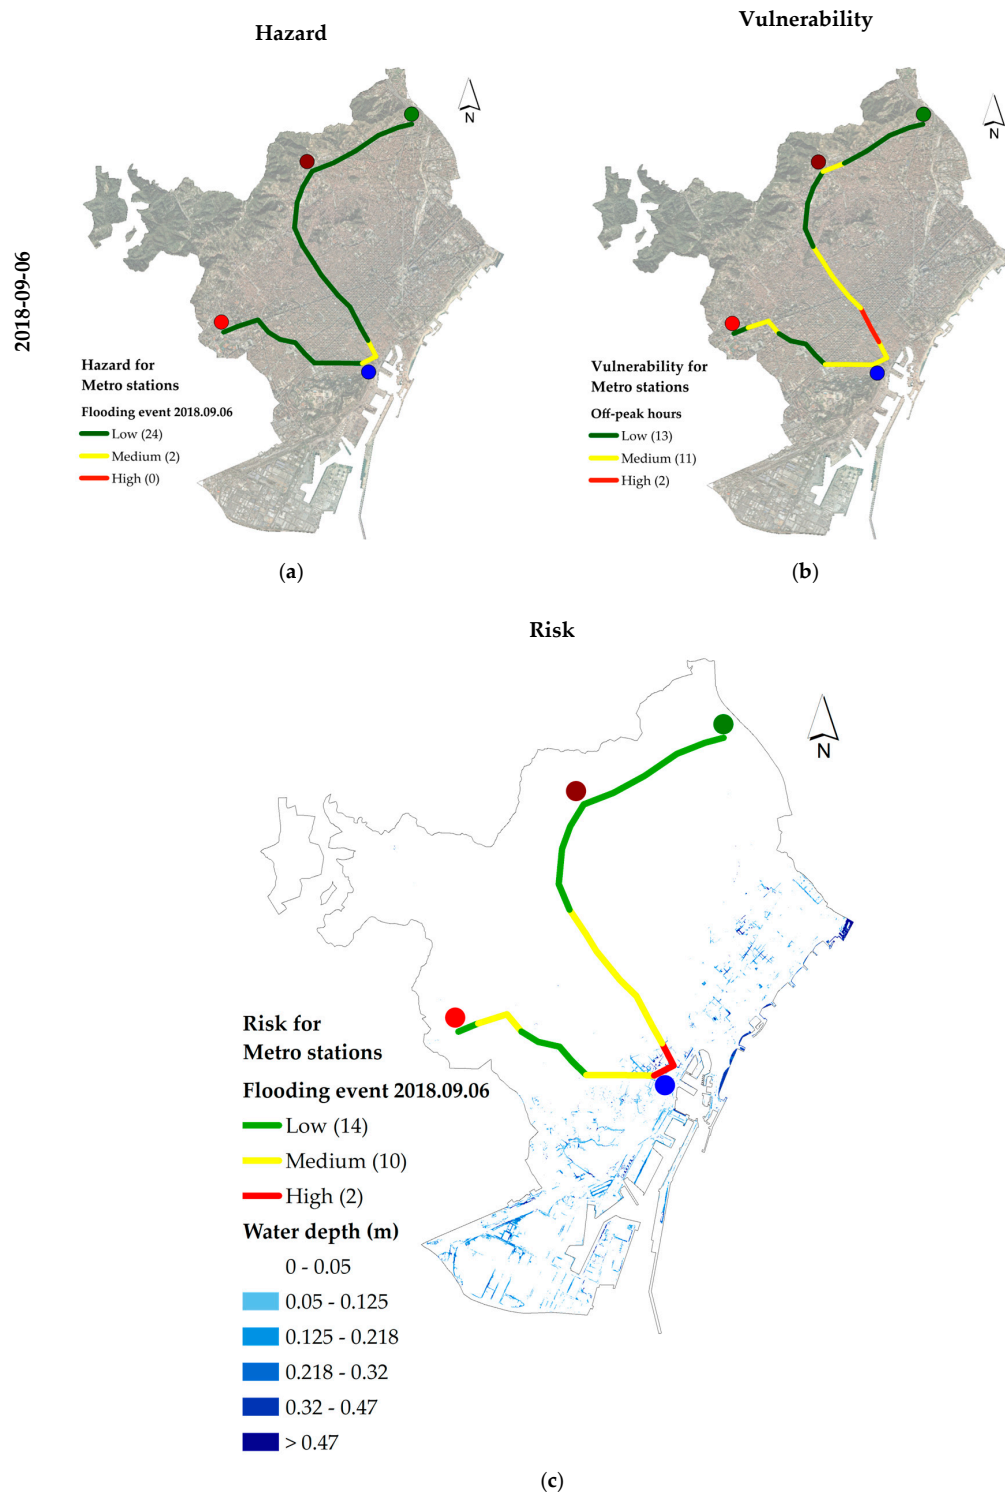 Hazard
Vulnerability
2018-09-06
N
N
Hazard for
Metro stations
Flooding event 2018.09.06
Low (24)
Medium (2)
High (0)
Vulnerability for
Metro stations
Off-peak hours
Low (13)
Medium (11)
High (2)
(a)
(b)
Risk
N
Risk for
Metro stations
Flooding event 2018.09.06
Low (14)
Medium (10)
High (2)
Water depth (m)
0 - 0.05
0.05 - 0.125
0.125 - 0.218
0.218 - 0.32
0.32 - 0.47
> 0.47
(c)